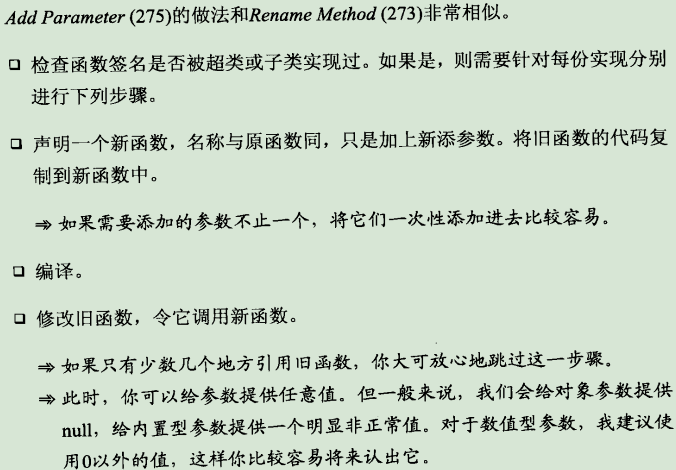 Add Parameter (275)的做法和Rename Method (273)非常相似。
❏ 检查函数签名是否被超类或子类实现过。如果是，则需要针对每份实现分别
进行下列步骤。
❏ 声明一个新函数，名称与原函数同，只是加上新添参数。将旧函数的代码复
制到新函数中。
⇒ 如果需要添加的参数不止一个，将它们一次性添加进去比较容易。
❏ 编译。
❏ 修改旧函数，令它调用新函数。
⇒ 如果只有少数几个地方引用旧函数，你大可放心地跳过这一步骤。
⇒ 此时，你可以给参数提供任意值。但一般来说，我们会给对象参数提供
null，给内置型参数提供一个明显非正常值。对于数值型参数，我建议使
用0以外的值，这样你比较容易将来认出它。